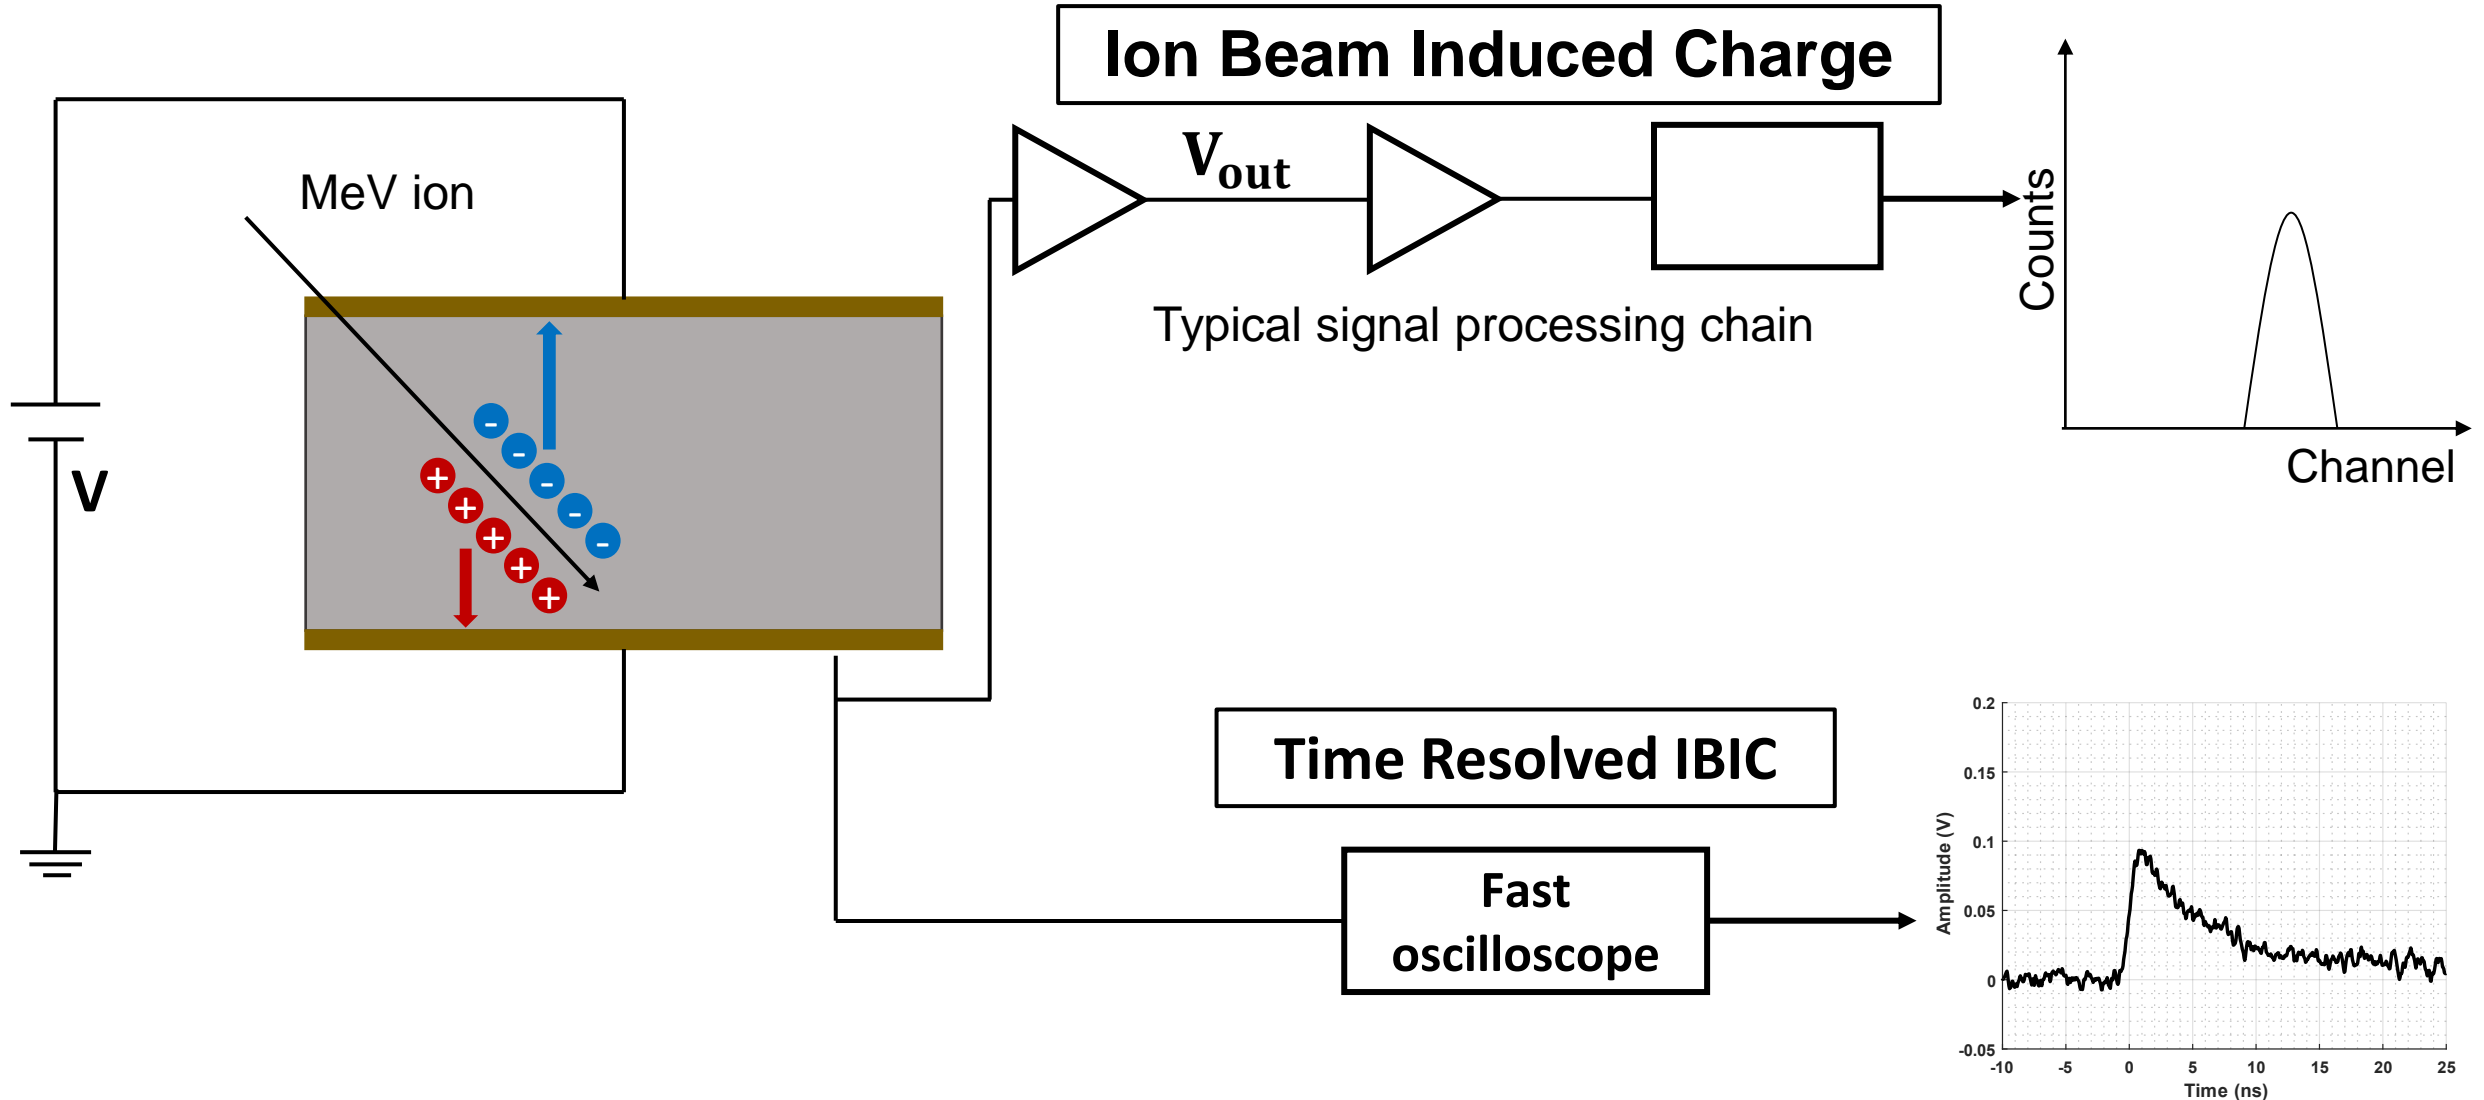 Ion Beam Induced Charge
MeV ion
V
Vout
Typical signal processing chain
Counts
Channel
-
-
-
-
-
+
+
+
+
+
Time Resolved IBIC
Fast
oscilloscope
Amplitude (V)
0.2
0.15
0.1
0.05
0
-0.05
-10 -5 0 5 10 15 20 25
Time (ns)